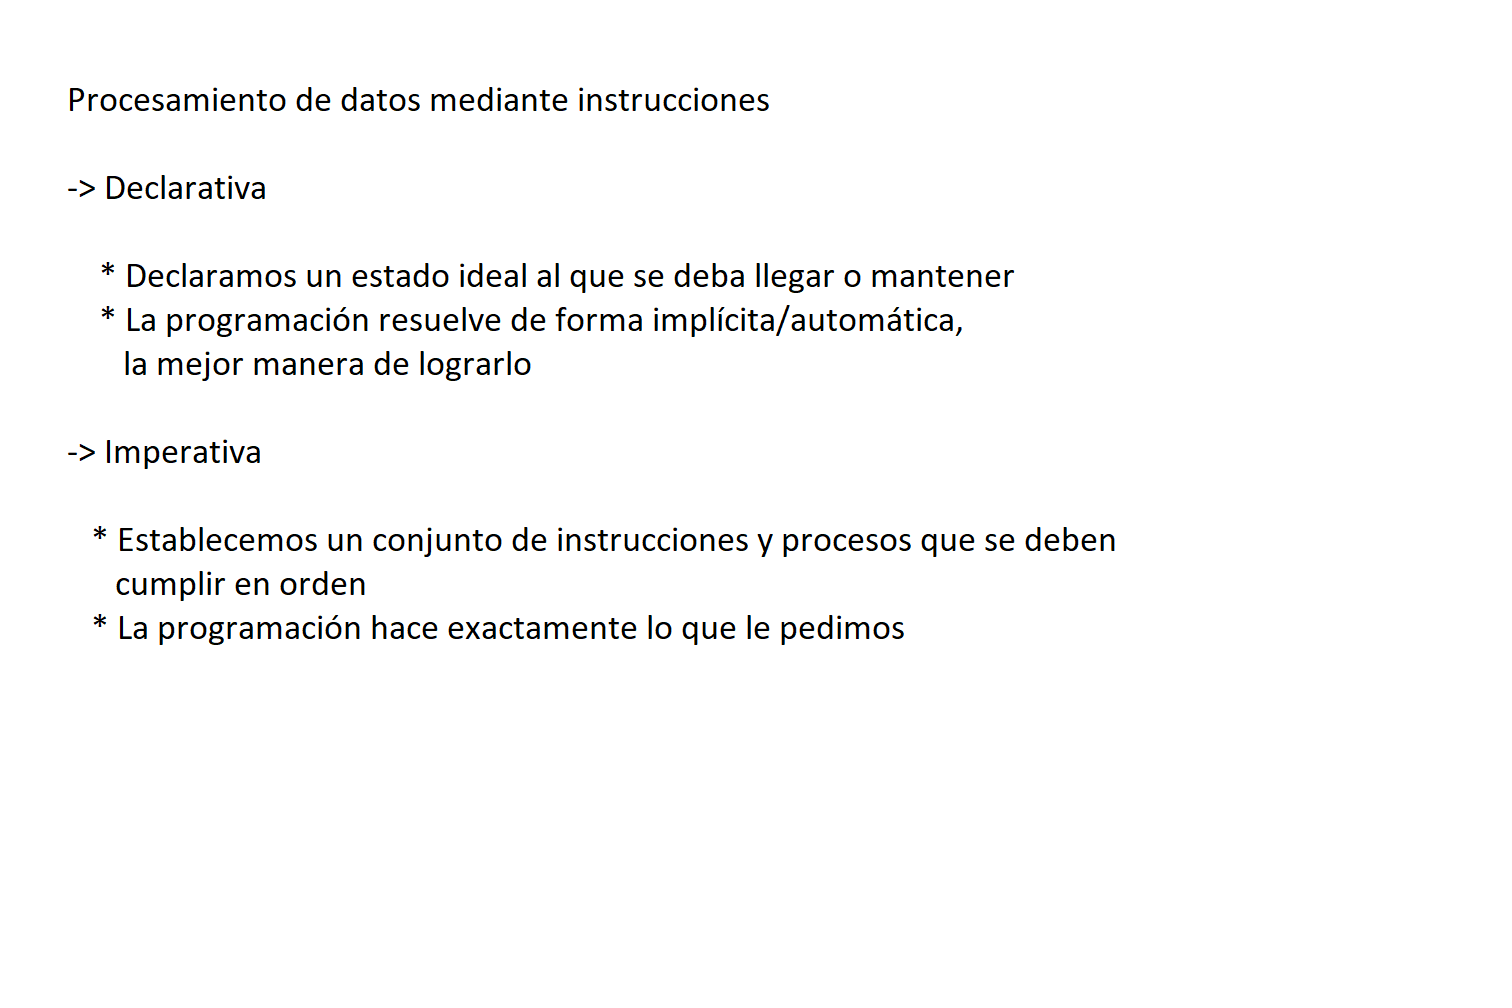 Procesamiento de datos mediante instrucciones
-> Declarativa
* Declaramos un estado ideal al que se deba llegar o mantener
* La programación resuelve de forma implícita/automática,
la mejor manera de lograrlo
-> Imperativa
* Establecemos un conjunto de instrucciones y procesos que se deben
cumplir en orden
* La programación hace exactamente lo que le pedimos